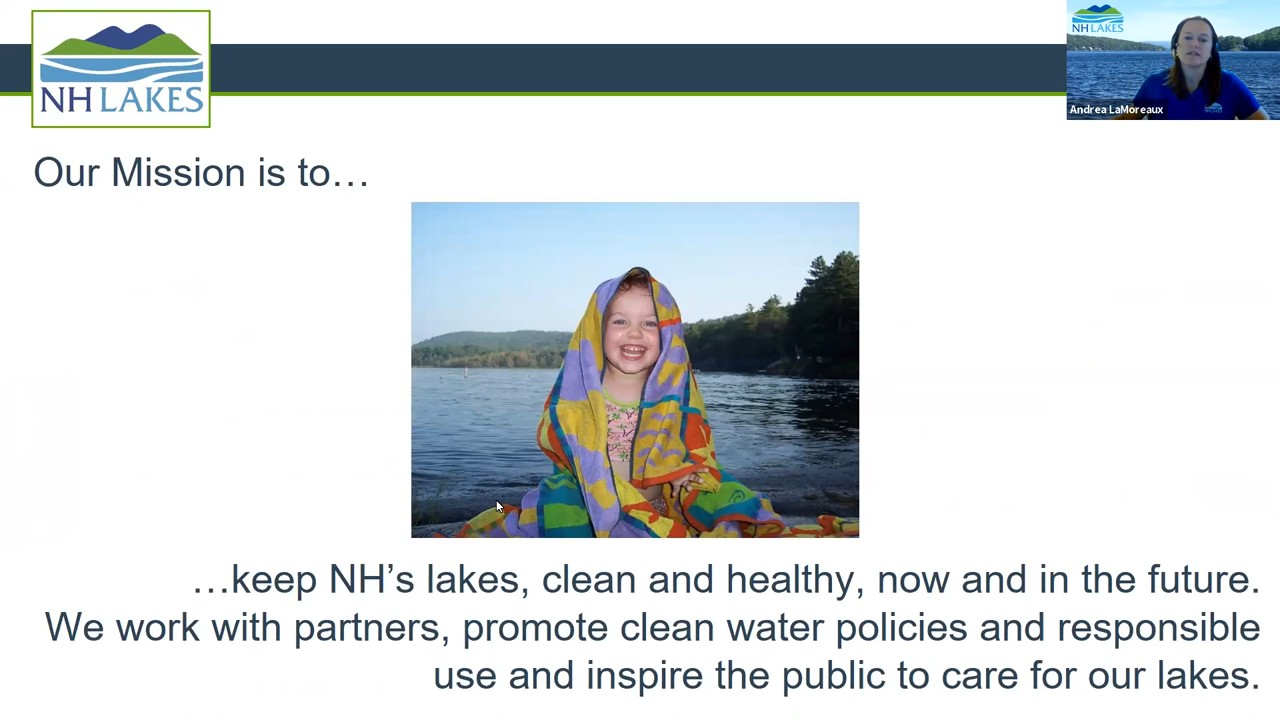 NH LAKES
NH LAKES
Andrea LaMoreaux
Our Mission is to…
…keep NH’s lakes, clean and healthy, now and in the future.
We work with partners, promote clean water policies and responsible
use and inspire the public to care for our lakes.